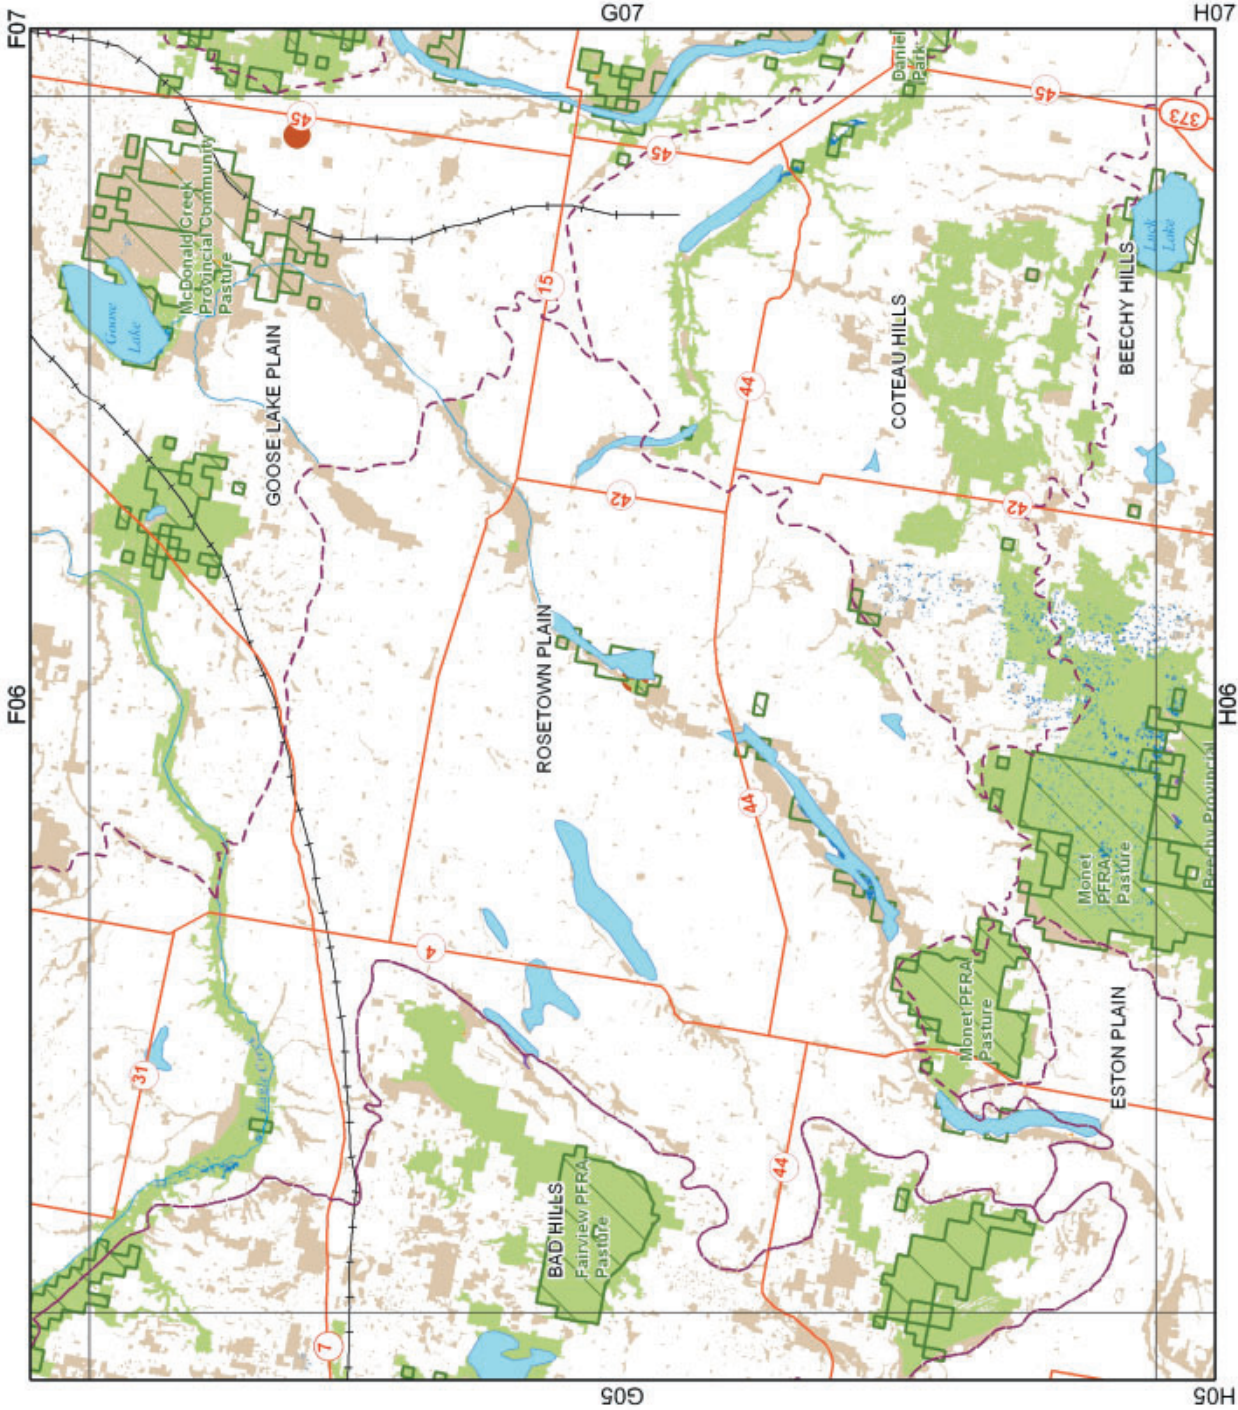 F07
G07
H07
Daniel
Park
45
45
45
373
McDonald Creek
Provincial Community
Pasture
Goose
Lake
Luck
Lake
15
BEECHY HILLS
GOOSE LAKE PLAIN
COTEAU HILLS
44
42
42
ROSETOWN PLAIN
F06
H06
44
Monet
PFRA
Pasture
Beechy Provincial
4
Monet PFRA
Pasture
31
Eagle Creek
ESTON PLAIN
44
BAD HILLS
Fairview PFRA
Pasture
7
G05
H05